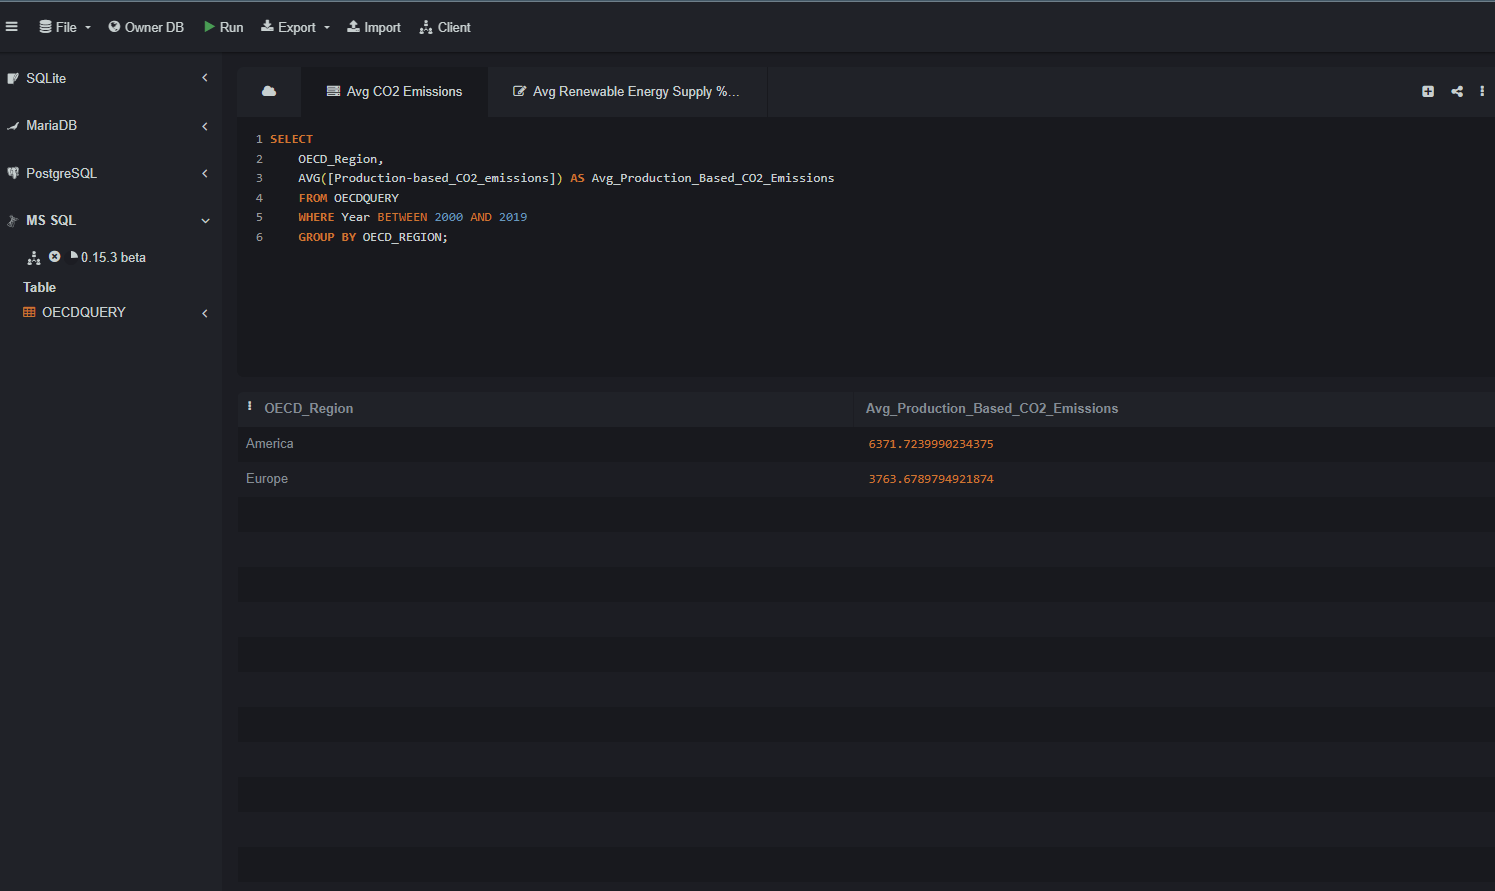 File Owner DB Run Export Import Client
SQLite
MariaDB
PostgreSQL
MS SQL
0.15.3 beta
Table
OECDQUERY
Avg CO2 Emissions Avg Renewable Energy Supply %...
1 SELECT
2 OECD_Region,
3 AVG([Production-based_CO2_emissions]) AS Avg_Production_Based_CO2_Emissions
4 FROM OECDQUERY
5 WHERE Year BETWEEN 2000 AND 2019
6 GROUP BY OECD_REGION;
OECD_Region Avg_Production_Based_CO2_Emissions
America 6371.7239990234375
Europe 3763.6789794921874